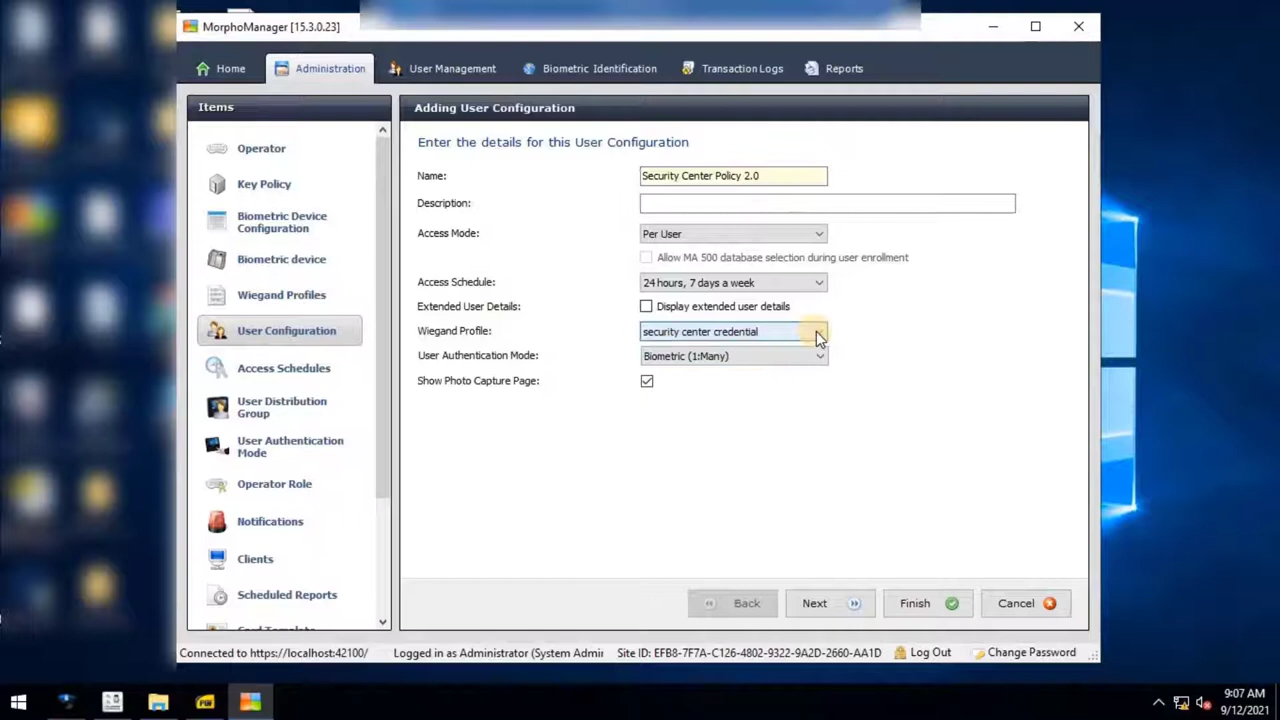 MorphoManager [15.3.0.23]
Home
Administration
User Management
Biometric Identification
Transaction Logs
Reports
Items
Operator
Key Policy
Biometric Device
Configuration
Biometric device
Wiegand Profiles
User Configuration
Access Schedules
User Distribution
Group
User Authentication
Mode
Operator Role
Notifications
Clients
Scheduled Reports
Card Template
Adding User Configuration
Enter the details for this User Configuration
Name: Security Center Policy 2.0
Description:
Access Mode: Per User
Allow MA 500 database selection during user enrollment
Access Schedule: 24 hours, 7 days a week
Extended User Details: Display extended user details
Wiegand Profile: security center credential
User Authentication Mode: Biometric (1:Many)
Show Photo Capture Page:
Back
Next
Finish
Cancel
Connected to https://localhost:42100/
Logged in as Administrator (System Admii
Site ID: EFB8-7F7A-C126-4802-9322-9A2D-2660-AA1D
Log Out
Change Password
9:07 AM
9/12/2021